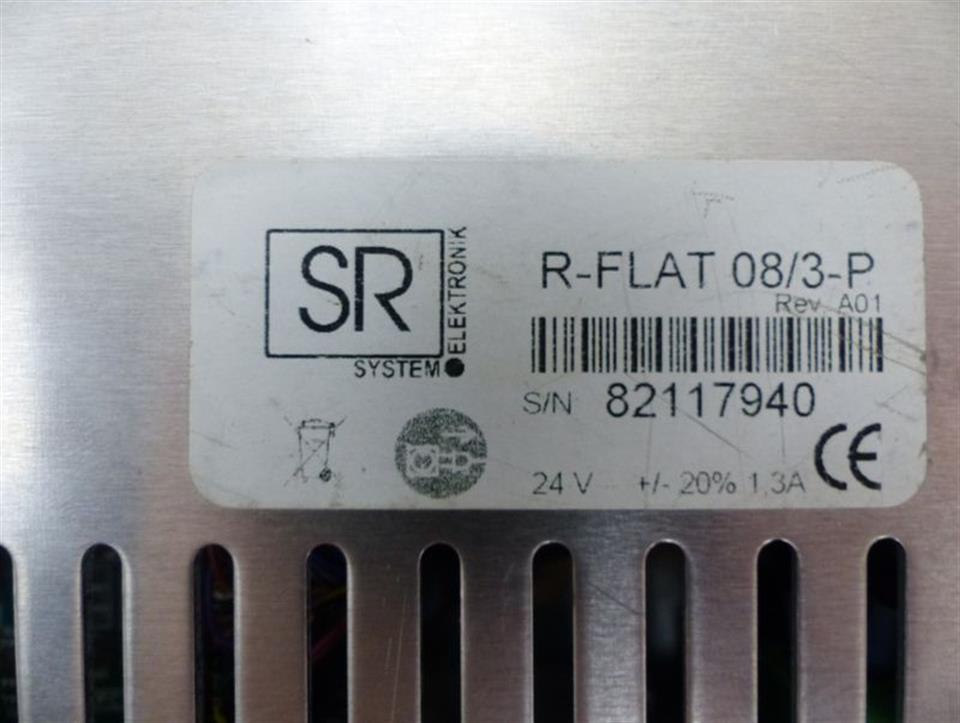 SR
ELEKTRONIK
SYSTEM
R-FLAT 08/3-P
Rev A01
S/N 82117940
24 V +/- 20% 1,3A
CE